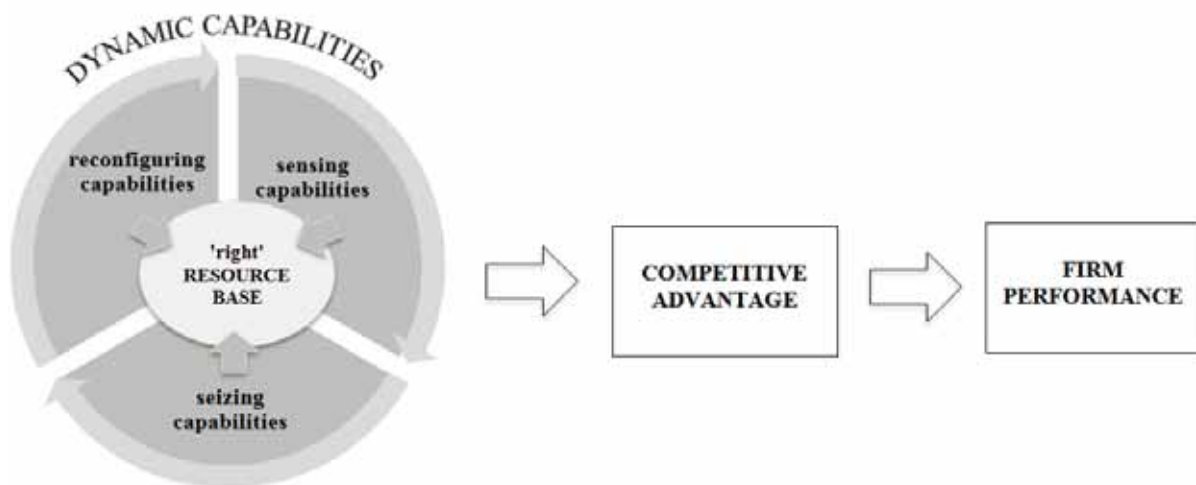 DYNAMIC CAPABILITIES
reconfiguring
capabilities
sensing
capabilities
'right'
RESOURCE
BASE
seizing
capabilities
COMPETITIVE
ADVANTAGE
FIRM
PERFORMANCE